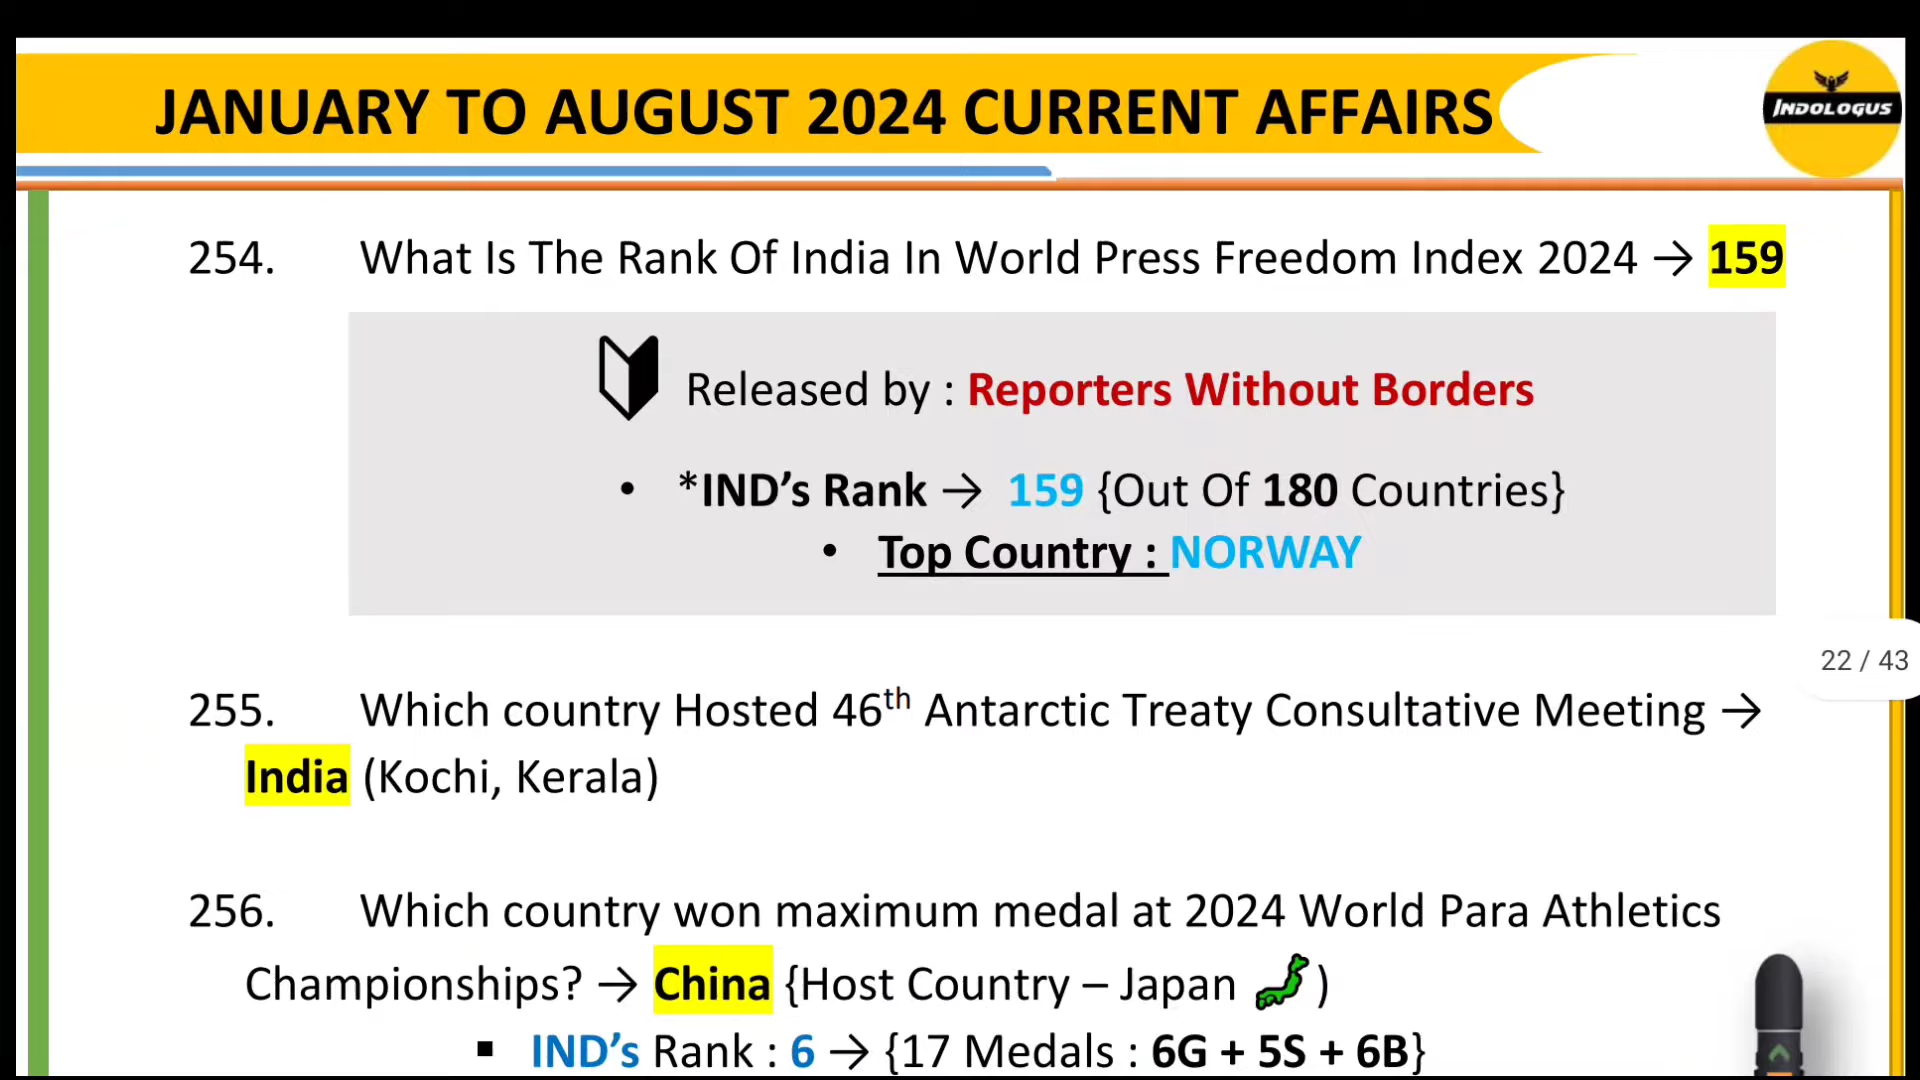 JANUARY TO AUGUST 2024 CURRENT AFFAIRS
INDOLOGUS
254. What Is The Rank Of India In World Press Freedom Index 2024 → 159
Released by : Reporters Without Borders
• *IND’s Rank → 159 {Out Of 180 Countries}
• Top Country : NORWAY
22 / 43
255. Which country Hosted 46th Antarctic Treaty Consultative Meeting →
India (Kochi, Kerala)
256. Which country won maximum medal at 2024 World Para Athletics
Championships? → China {Host Country – Japan )
▪ IND’s Rank : 6 → {17 Medals : 6G + 5S + 6B}